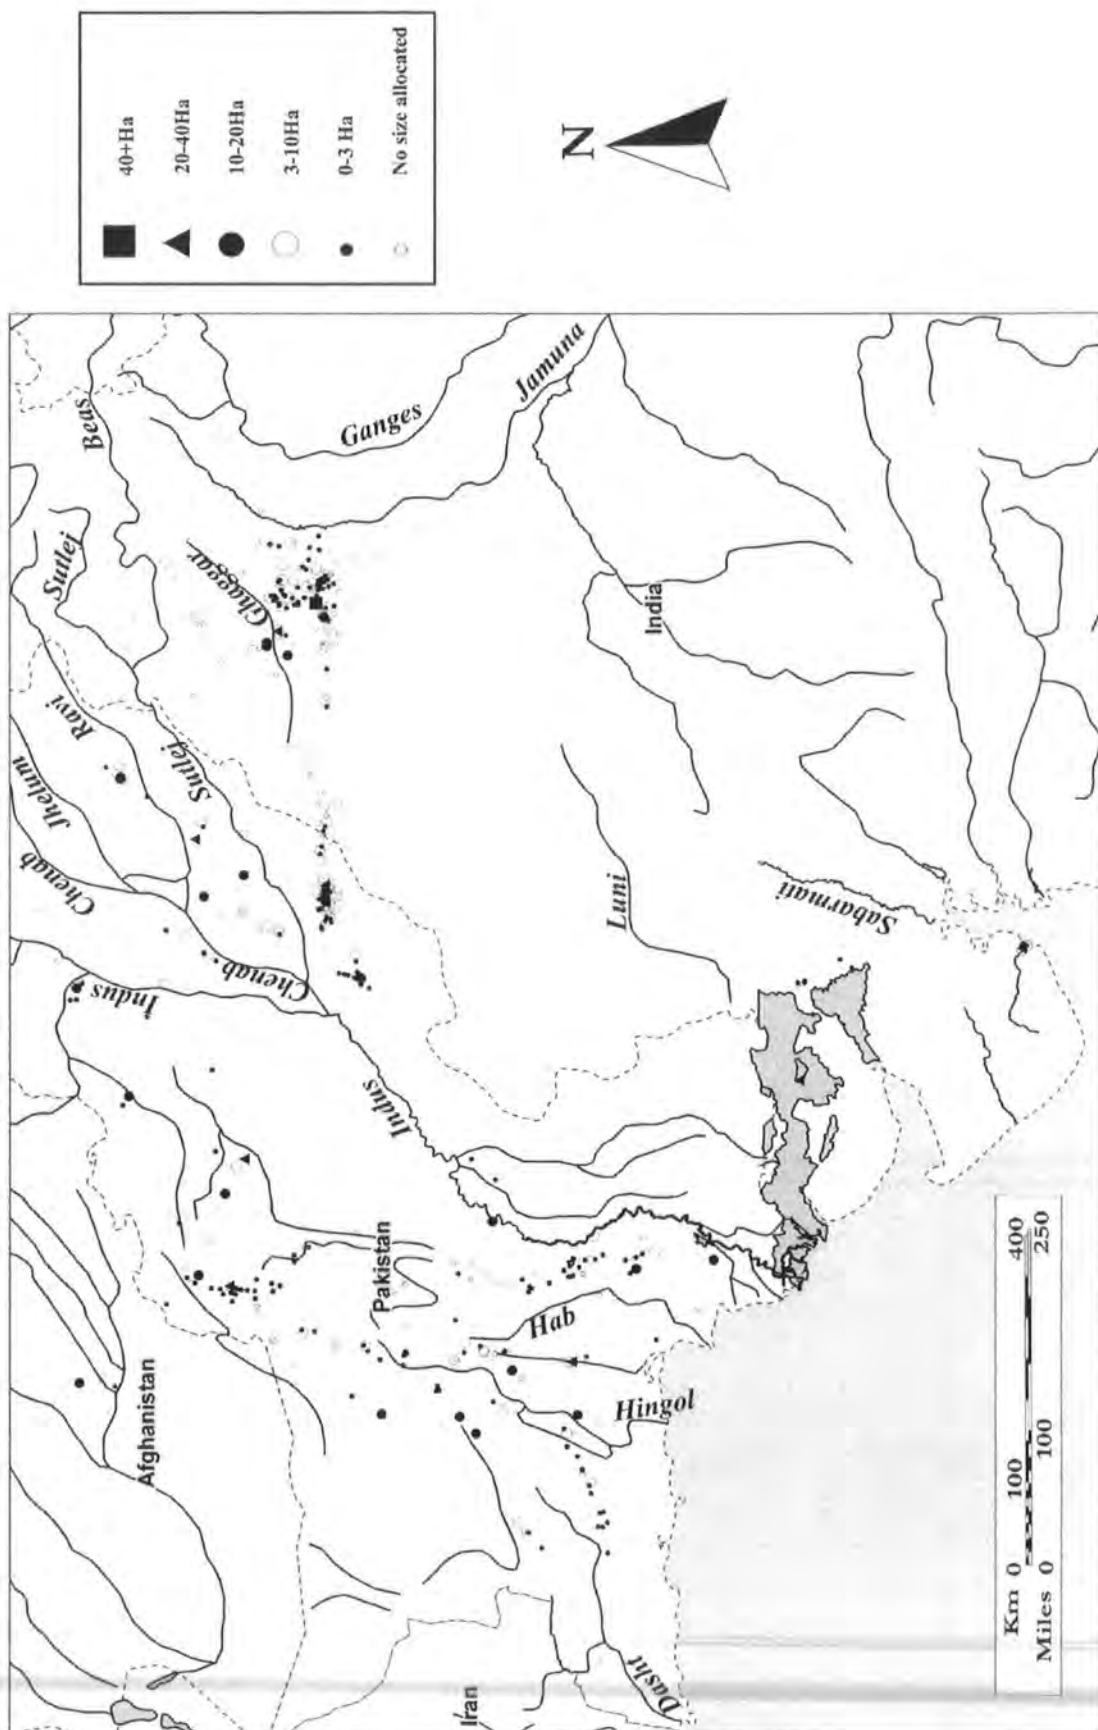 40+Ha
20-40Ha
10-20Ha
3-10Ha
0-3 Ha
No size allocated
N
Beas
Sutlej
Ravi
Jhelum
Chenab
Sutlej
Ghaggar
Ganges
Jamuna
Indus
Chenab
Indus
India
Luni
Sabarmati
Pakistan
Afghanistan
Hab
Hingol
Iran
Dasht
Km 0 100 400
Miles 0 100 250